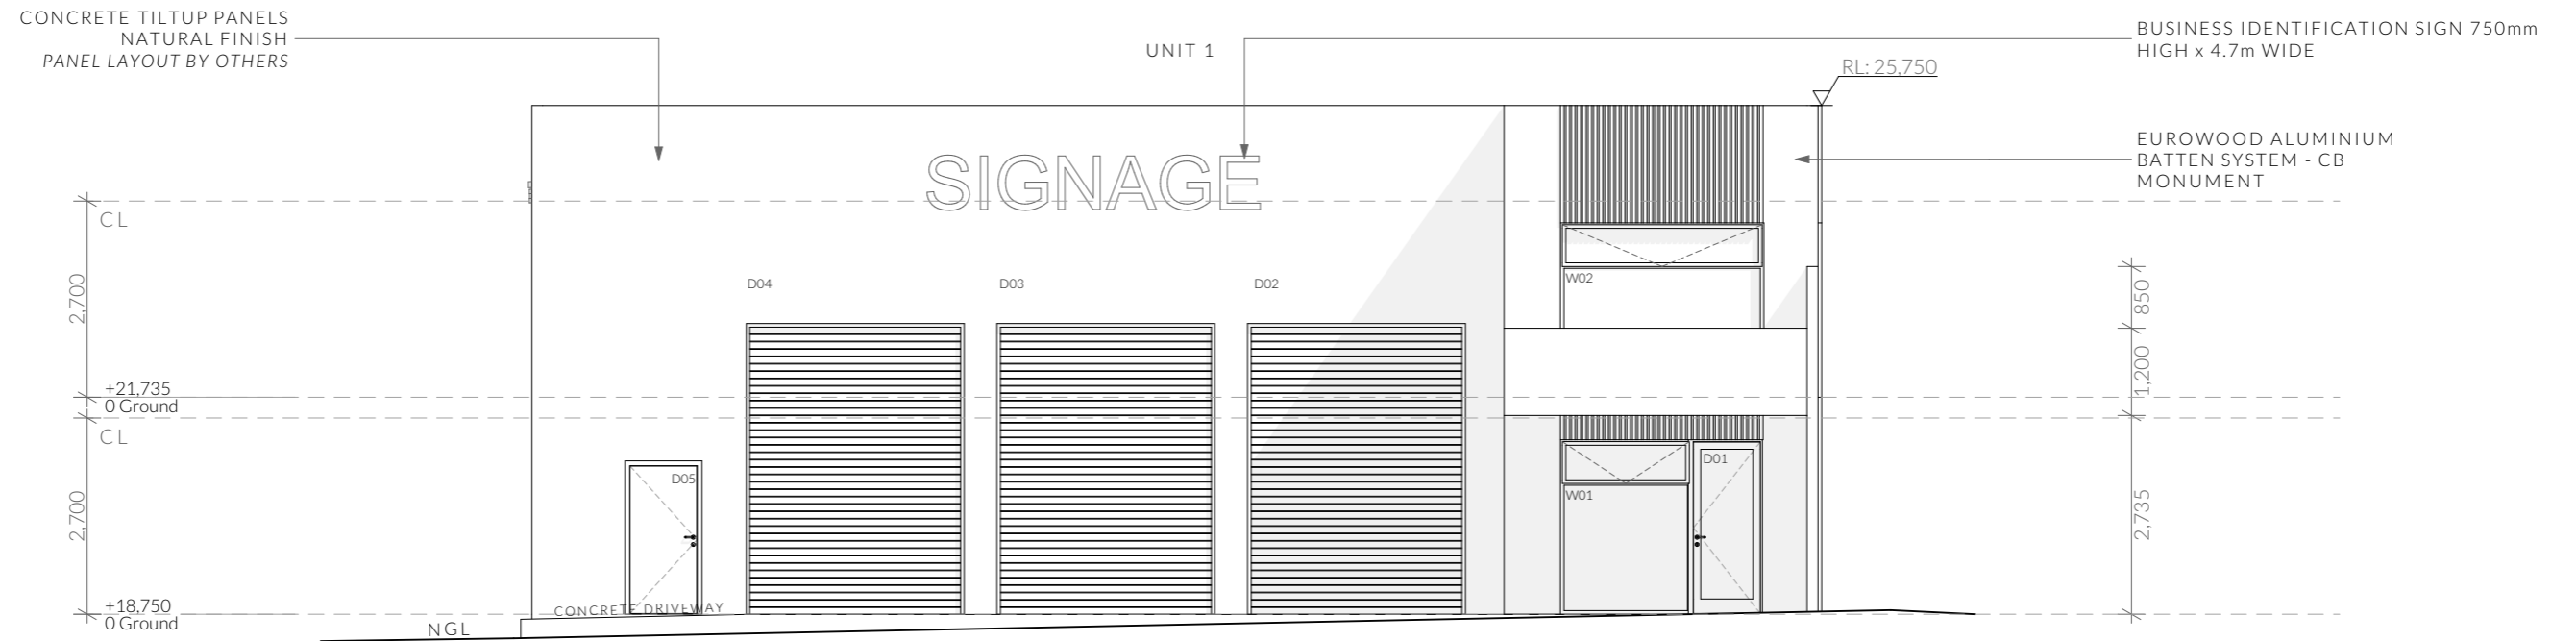 CONCRETE TILTUP PANELS
NATURAL FINISH
PANEL LAYOUT BY OTHERS
UNIT 1
BUSINESS IDENTIFICATION SIGN 750mm
HIGH x 4.7m WIDE
RL: 25,750
EUROWOOD ALUMINIUM
BATTEN SYSTEM - CB
MONUMENT
SIGNAGE
CL
2,700
D04
D03
D02
W02
850
1,200
+21,735
0 Ground
CL
2,700
D05
D01
W01
2,735
+18,750
0 Ground
CONCRETE DRIVEWAY
NGL